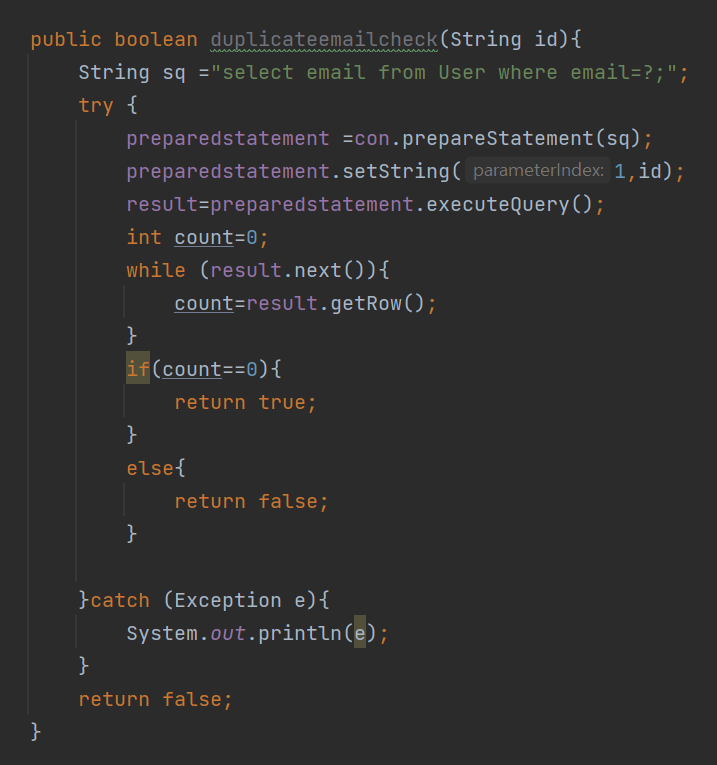 public boolean duplicateemailcheck(String id){
String sq ="select email from User where email=?;";
try {
preparedstatement =con.prepareStatement(sq);
preparedstatement.setString( parameterIndex: 1,id);
result=preparedstatement.executeQuery();
int count=0;
while (result.next()){
count=result.getRow();
}
if(count==0){
return true;
}
else{
return false;
}
}catch (Exception e){
System.out.println(e);
}
return false;
}